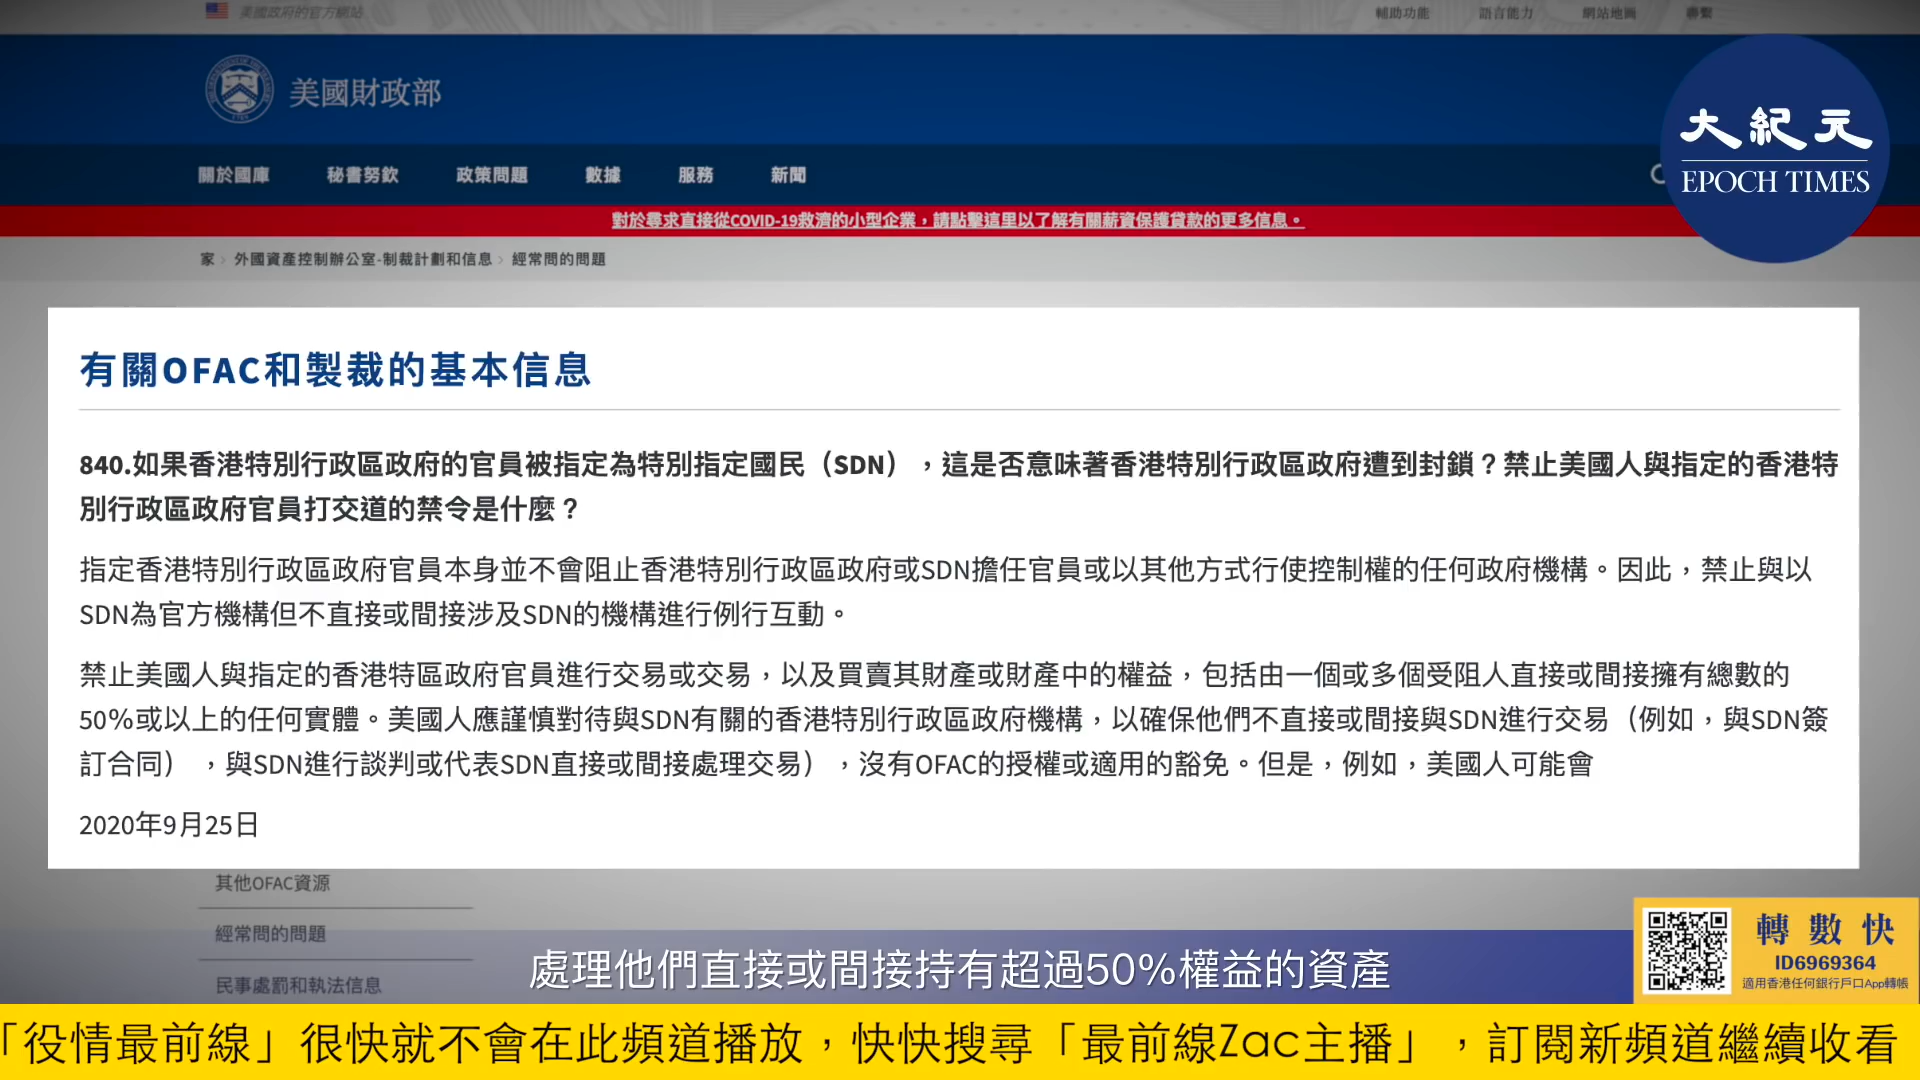 美國政府的官方網站
輔助功能 語言能力 網站地圖 聯繫
美國財政部
大紀元
EPOCH TIMES
關於國庫 秘書努欽 政策問題 數據 服務 新聞
對於尋求直接從COVID-19救濟的小型企業，請點擊這里以了解有關薪資保護貸款的更多信息。
家 › 外國資產控制辦公室-制裁計劃和信息 › 經常問的問題
有關OFAC和製裁的基本信息
840.如果香港特別行政區政府的官員被指定為特別指定國民（SDN），這是否意味著香港特別行政區政府遭到封鎖？禁止美國人與指定的香港特
別行政區政府官員打交道的禁令是什麼？
指定香港特別行政區政府官員本身並不會阻止香港特別行政區政府或SDN擔任官員或以其他方式行使控制權的任何政府機構。因此，禁止與以
SDN為官方機構但不直接或間接涉及SDN的機構進行例行互動。
禁止美國人與指定的香港特區政府官員進行交易或交易，以及買賣其財產或財產中的權益，包括由一個或多個受阻人直接或間接擁有總數的
50％或以上的任何實體。美國人應謹慎對待與SDN有關的香港特別行政區政府機構，以確保他們不直接或間接與SDN進行交易（例如，與SDN簽
訂合同），與SDN進行談判或代表SDN直接或間接處理交易），沒有OFAC的授權或適用的豁免。但是，例如，美國人可能會
2020年9月25日
其他OFAC資源
經常問的問題
民事處罰和執法信息
處理他們直接或間接持有超過50%權益的資產
轉數快
ID6969364
適用香港任何銀行戶口App轉帳
「役情最前線」很快就不會在此頻道播放，快快搜尋「最前線Zac主播」，訂閱新頻道繼續收看